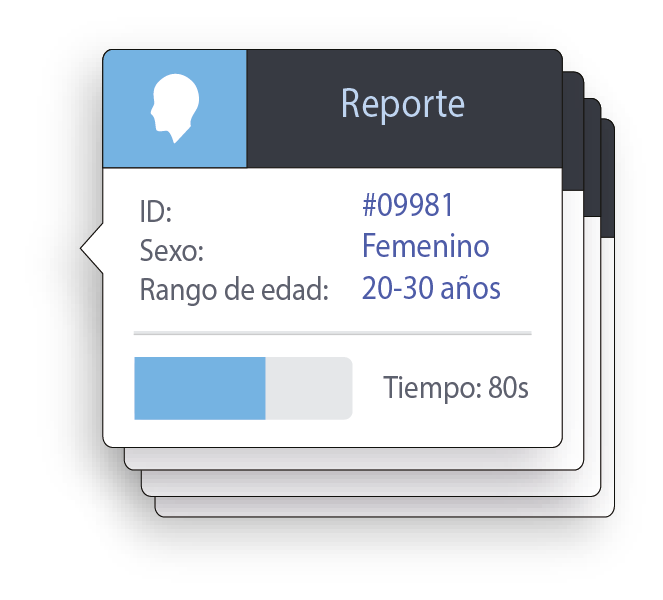 Reporte
ID: #09981
Sexo: Femenino
Rango de edad: 20-30 años
Tiempo: 80s